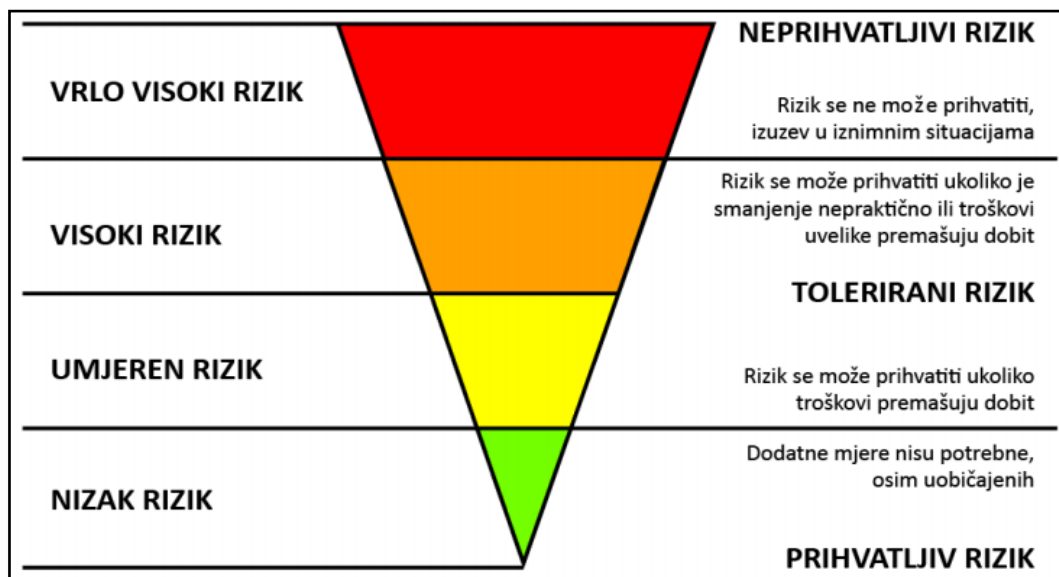 NEPRIHVATLJIVI RIZIK
VRLO VISOKI RIZIK
Rizik se ne može prihvatiti,
izuzev u iznimnim situacijama
VISOKI RIZIK
Rizik se može prihvatiti ukoliko je
smanjenje nepraktično ili troškovi
uvelike premašuju dobit
TOLERIRANI RIZIK
UMJEREN RIZIK
Rizik se može prihvatiti ukoliko
troškovi premašuju dobit
NIZAK RIZIK
Dodatne mjere nisu potrebne,
osim uobičajenih
PRIHVATLJIV RIZIK